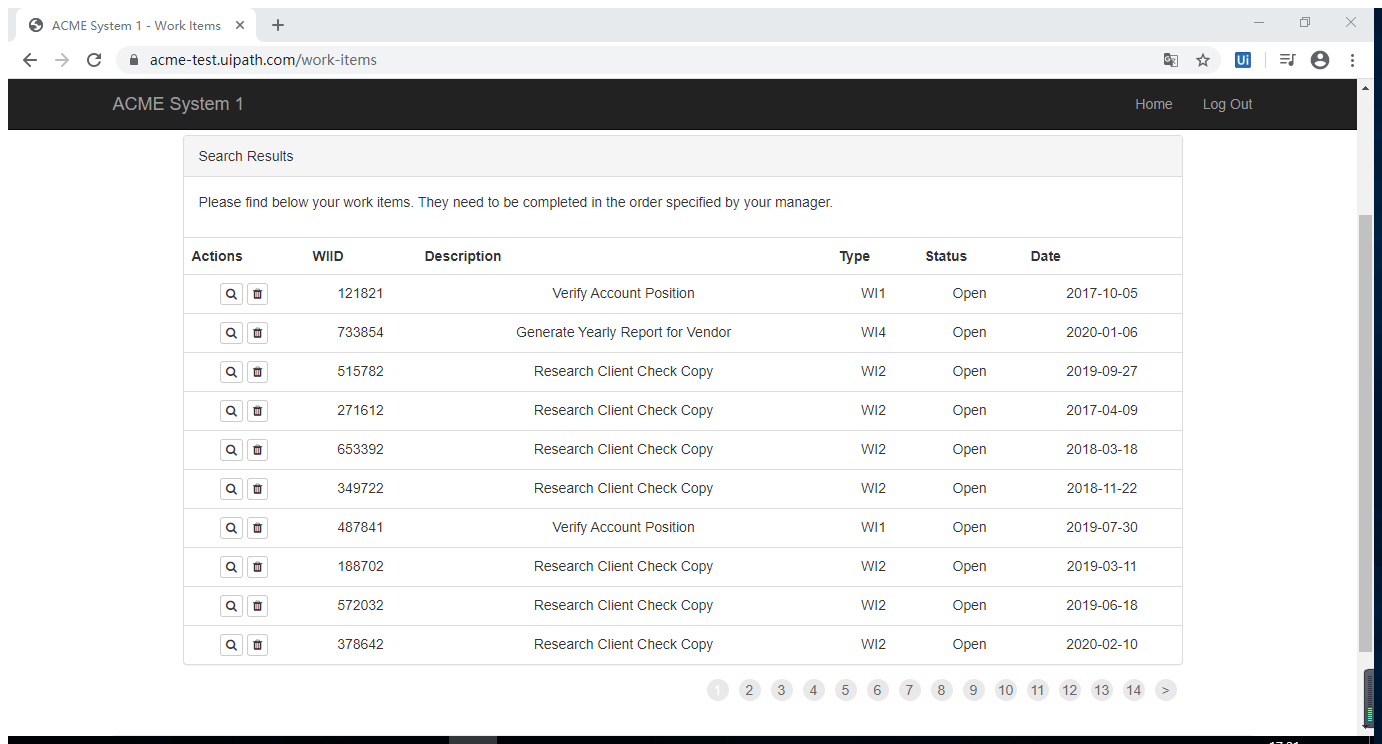 ACME System 1 - Work Items
acme-test.uipath.com/work-items
Ui
ACME System 1 Home Log Out
Search Results
Please find below your work items. They need to be completed in the order specified by your manager.
Actions WIID Description Type Status Date
121821 Verify Account Position WI1 Open 2017-10-05
733854 Generate Yearly Report for Vendor WI4 Open 2020-01-06
515782 Research Client Check Copy WI2 Open 2019-09-27
271612 Research Client Check Copy WI2 Open 2017-04-09
653392 Research Client Check Copy WI2 Open 2018-03-18
349722 Research Client Check Copy WI2 Open 2018-11-22
487841 Verify Account Position WI1 Open 2019-07-30
188702 Research Client Check Copy WI2 Open 2019-03-11
572032 Research Client Check Copy WI2 Open 2019-06-18
378642 Research Client Check Copy WI2 Open 2020-02-10
1 2 3 4 5 6 7 8 9 10 11 12 13 14 >